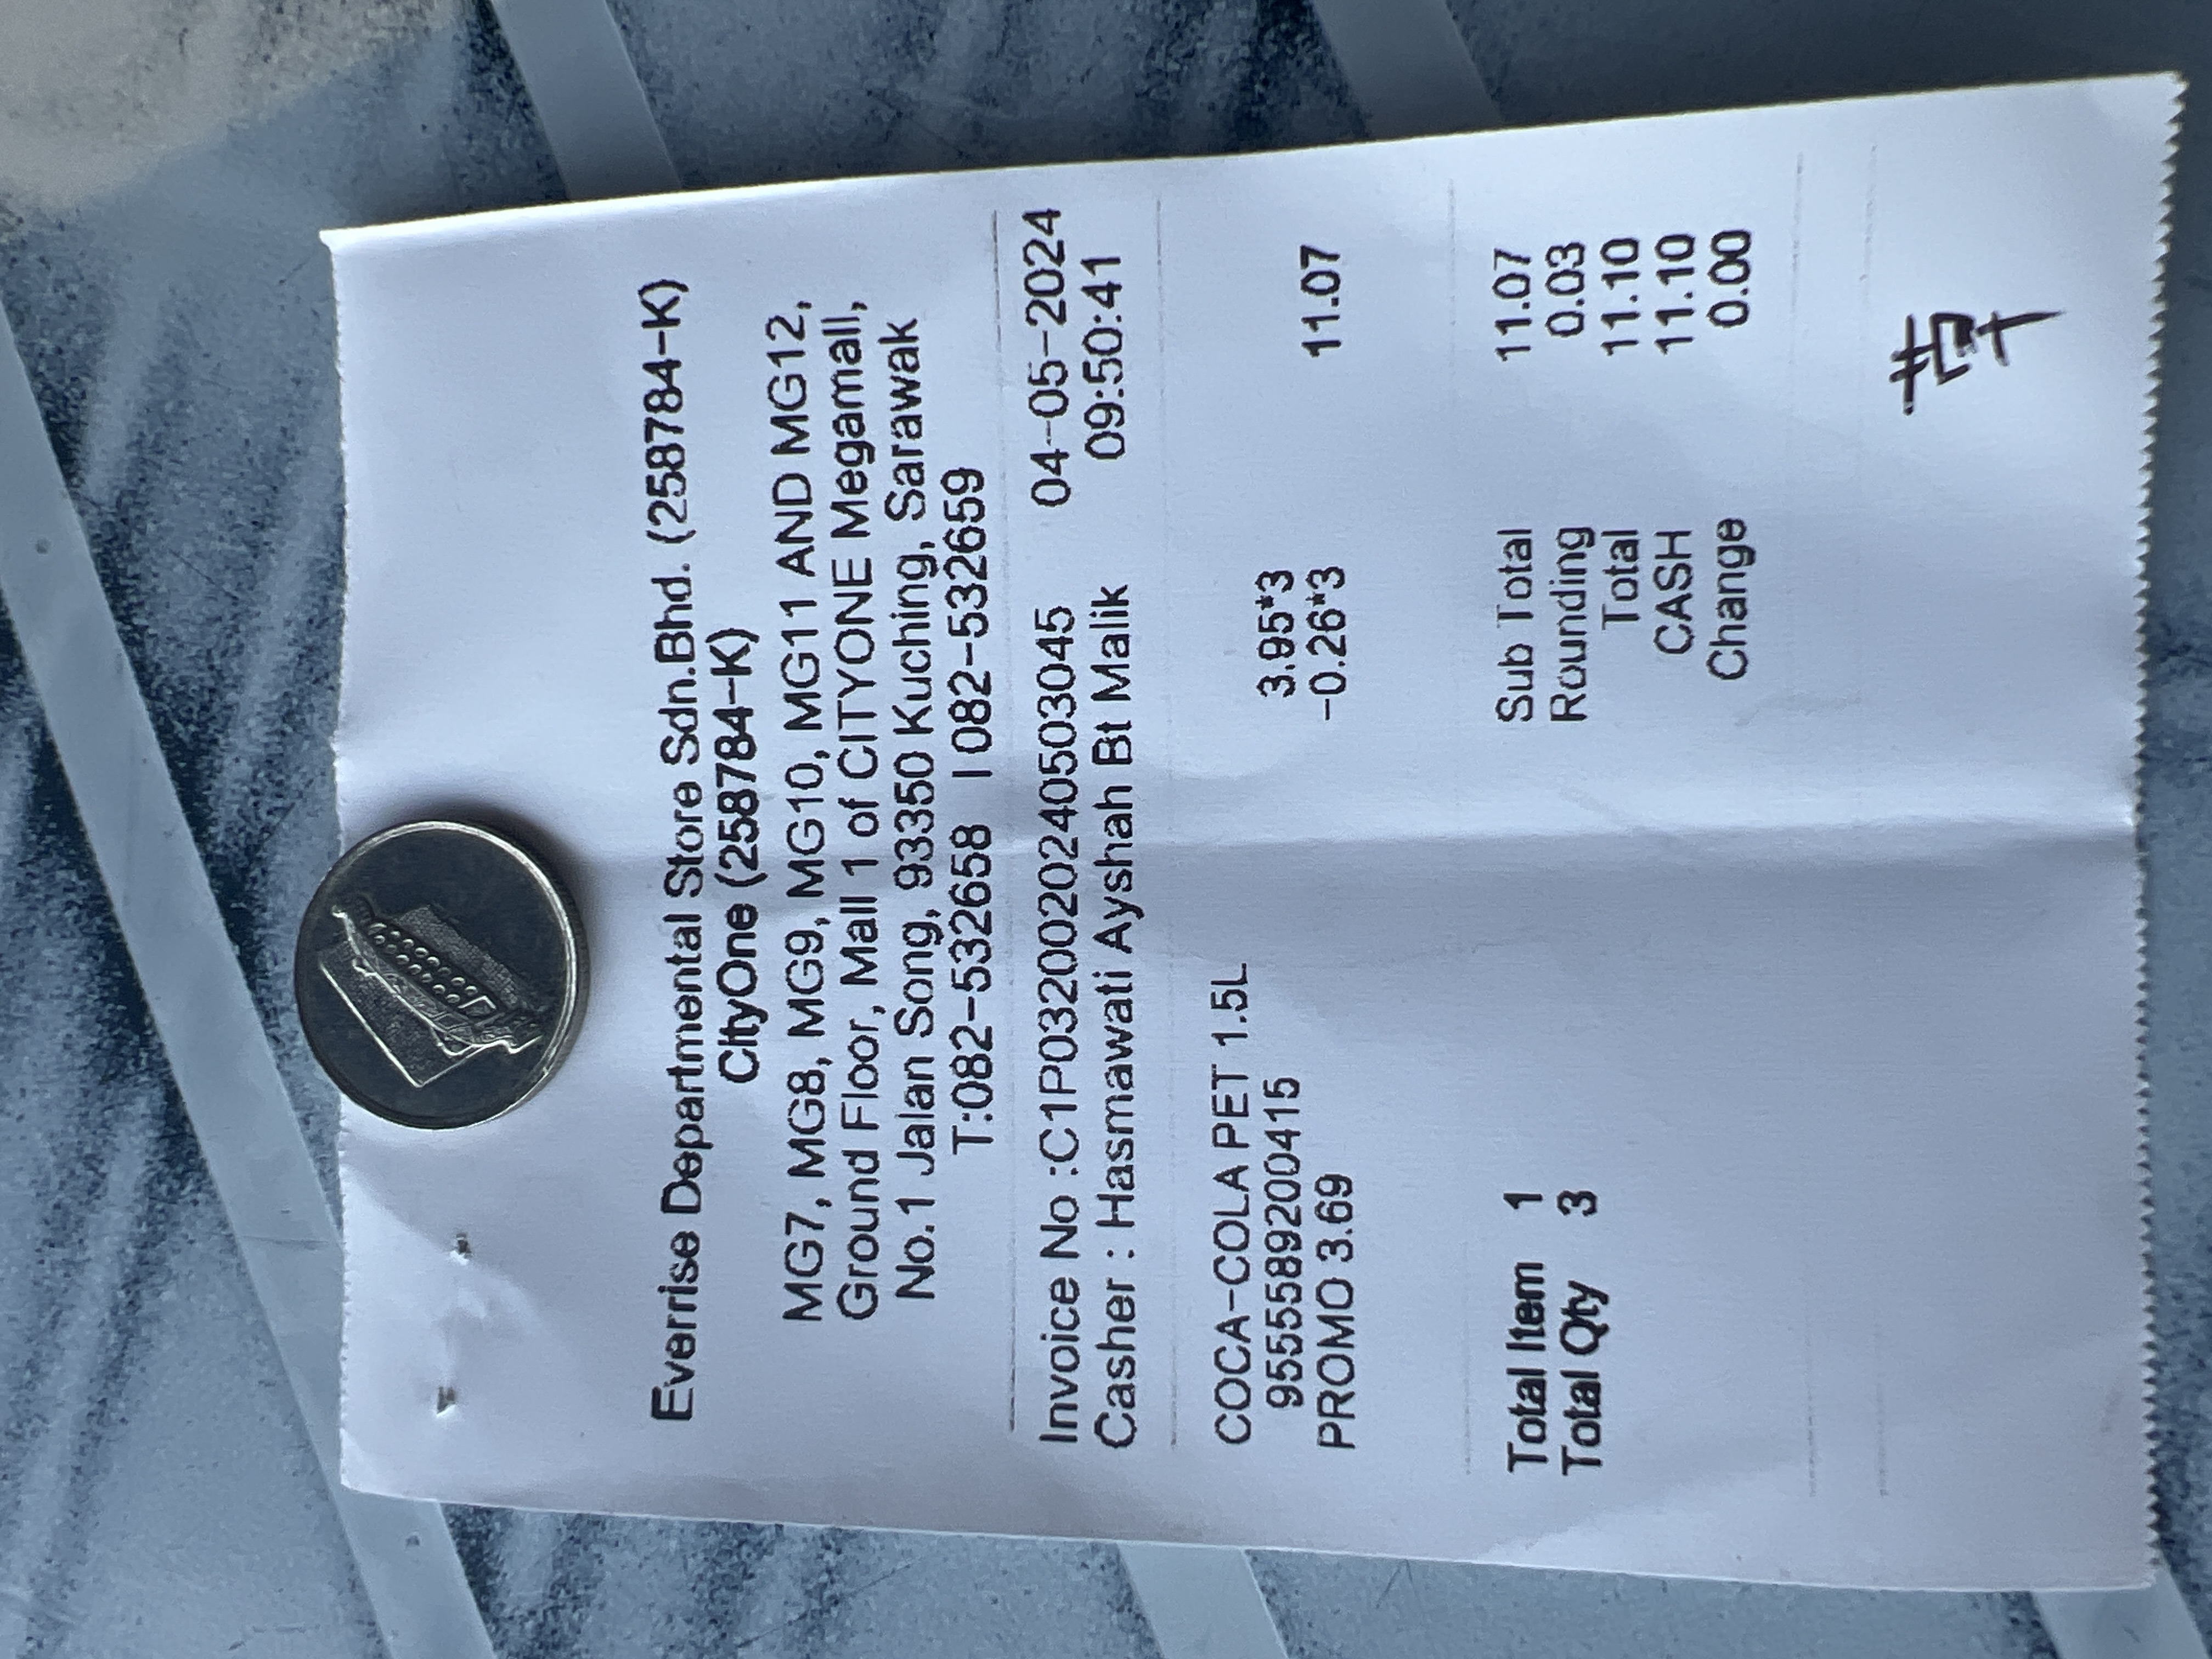 Everrise Departmental Store Sdn.Bhd. (258784-K)
CityOne (258784-K)
MG7, MG8, MG9, MG10, MG11 AND MG12,
Ground Floor, Mall 1 of CITYONE Megamall,
No.1 Jalan Song, 93350 Kuching, Sarawak
T:082-532658 | 082-532659
Invoice No :C1P0320020240503045 04-05-2024
Casher : Hasmawati Ayshah Bt Malik 09:50:41
COCA-COLA PET 1.5L
9555589200415 3.95*3
PROMO 3.69 -0.26*3 11.07
Total Item 1 Sub Total 11.07
Total Qty 3 Rounding 0.03
Total 11.10
CASH 11.10
Change 0.00